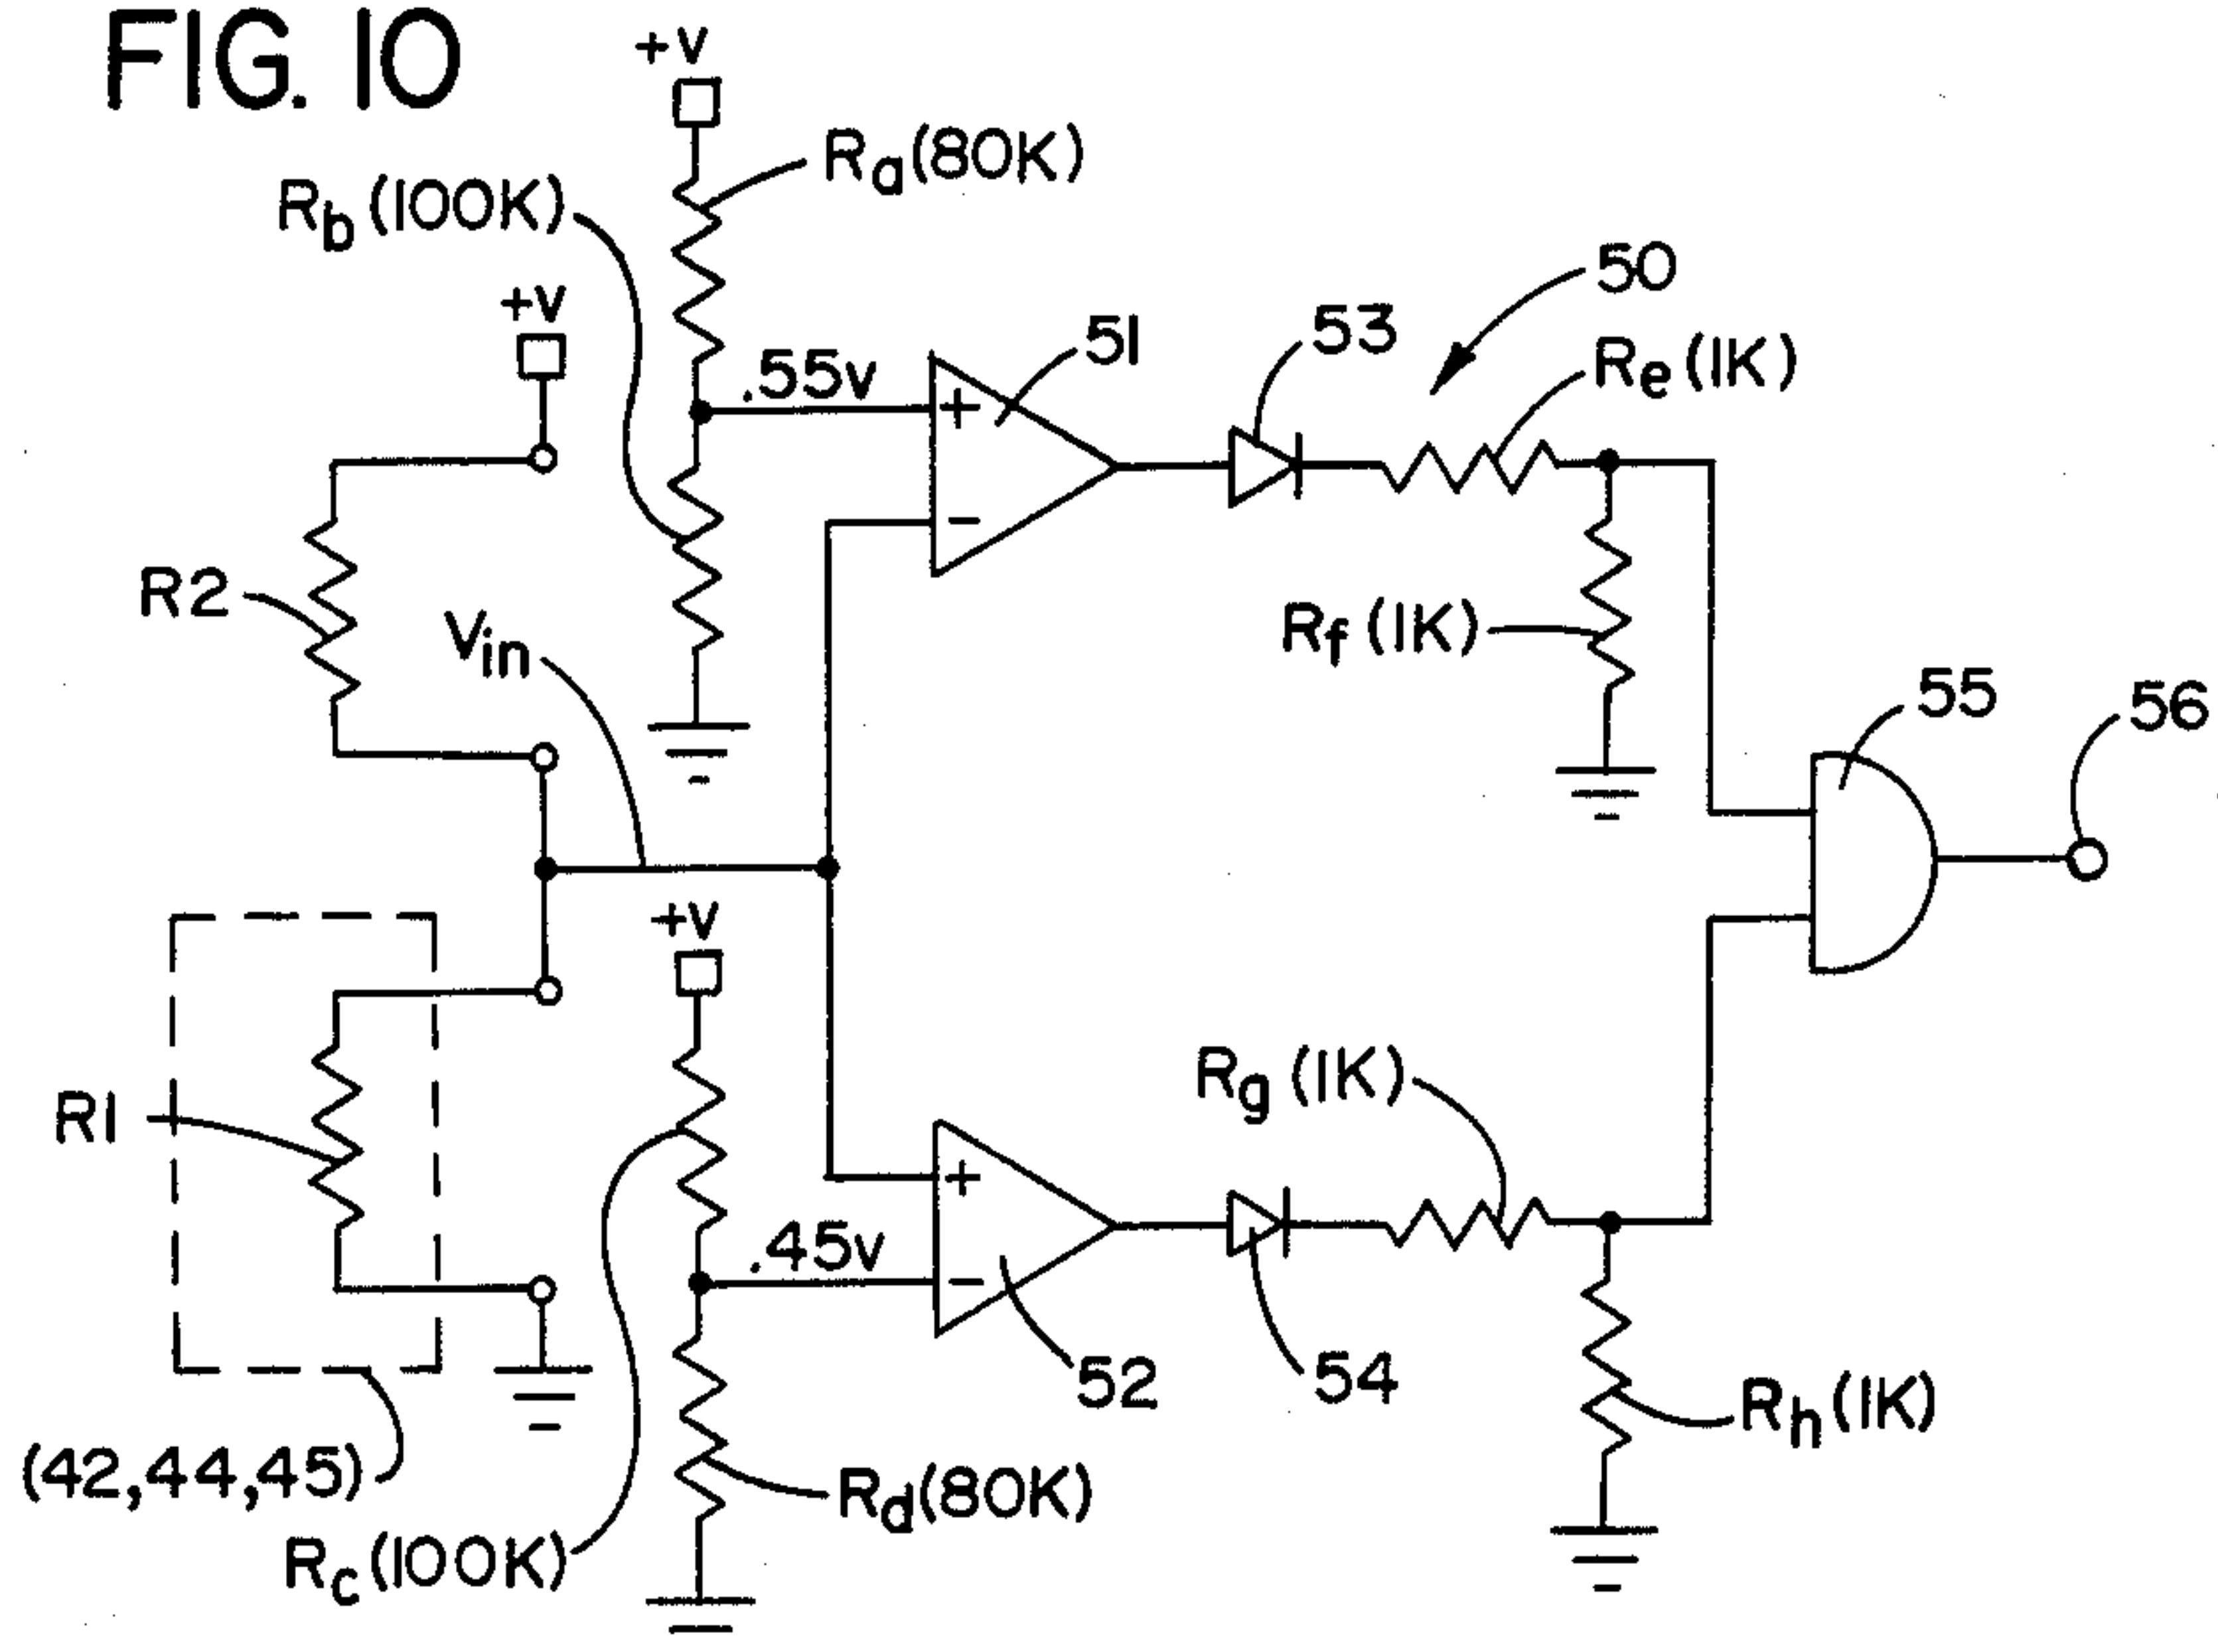 FIG. 10
+V
Ra(80K)
Rb(100K)
+V
50
53
51
Re(1K)
.55v
R2
Vin
Rf(1K)
55
56
+V
R1
Rg(1K)
.45v
52
54
Rh(1K)
(42,44,45)
Rd(80K)
Rc(100K)
+
-
+
-